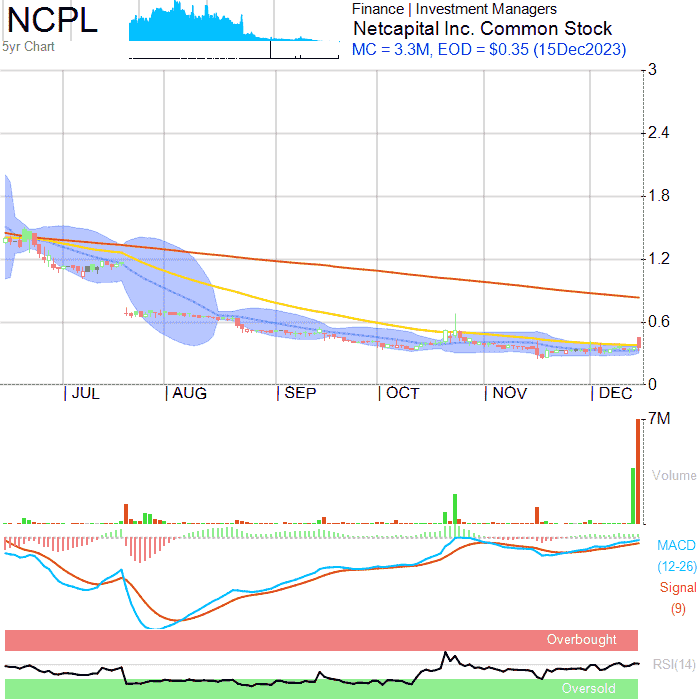 NCPL
5yr Chart
Finance | Investment Managers
Netcapital Inc. Common Stock
MC = 3.3M, EOD = $0.35 (15Dec2023)
3
2.4
1.8
1.2
0.6
0
JUL AUG SEP OCT NOV DEC
7M
Volume
MACD
(12-26)
Signal
(9)
Overbought
RSI(14)
Oversold